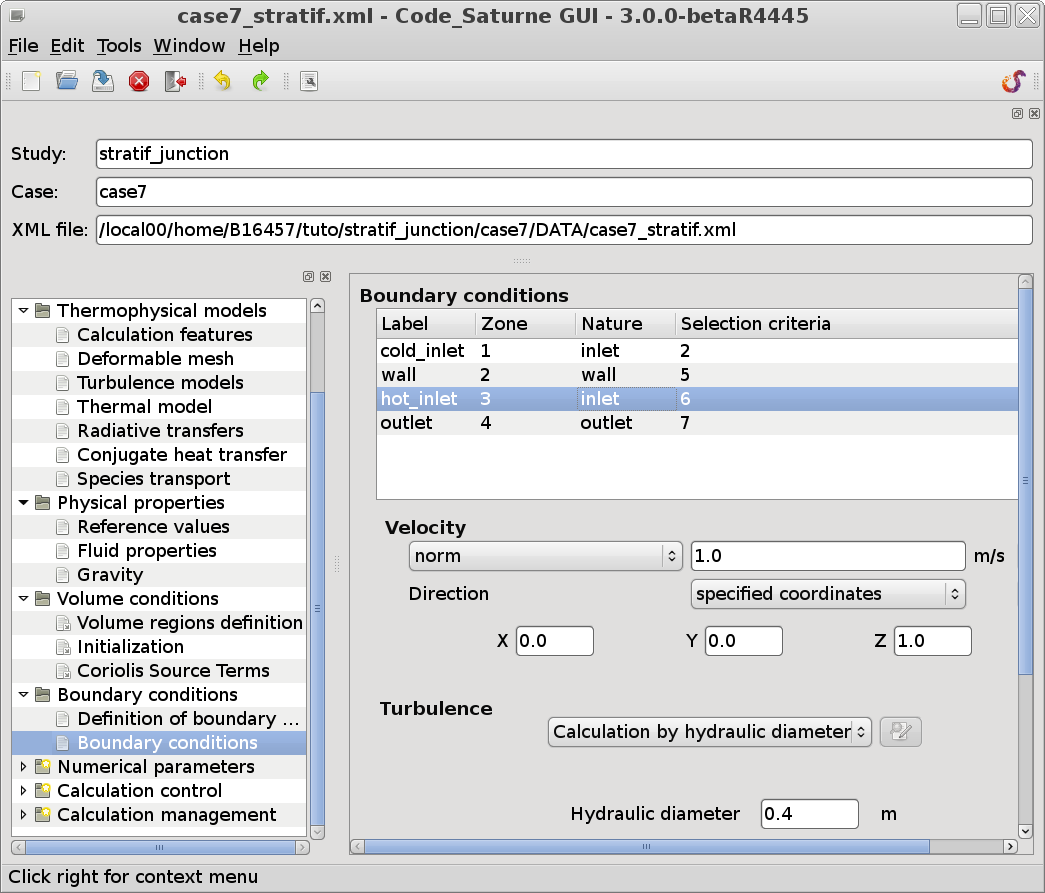 case7_stratif.xml - Code_Saturne GUI - 3.0.0-betaR4445
File Edit Tools Window Help
Study: stratif_junction
Case: case7
XML file: /local00/home/B16457/tuto/stratif_junction/case7/DATA/case7_stratif.xml
Thermophysical models
Calculation features
Deformable mesh
Turbulence models
Thermal model
Radiative transfers
Conjugate heat transfer
Species transport
Physical properties
Reference values
Fluid properties
Gravity
Volume conditions
Volume regions definition
Initialization
Coriolis Source Terms
Boundary conditions
Definition of boundary ...
Boundary conditions
Numerical parameters
Calculation control
Calculation management
Boundary conditions
Label Zone Nature Selection criteria
cold_inlet 1 inlet 2
wall 2 wall 5
hot_inlet 3 inlet 6
outlet 4 outlet 7
Velocity
norm 1.0 m/s
Direction specified coordinates
X 0.0 Y 0.0 Z 1.0
Turbulence
Calculation by hydraulic diameter
Hydraulic diameter 0.4 m
Click right for context menu